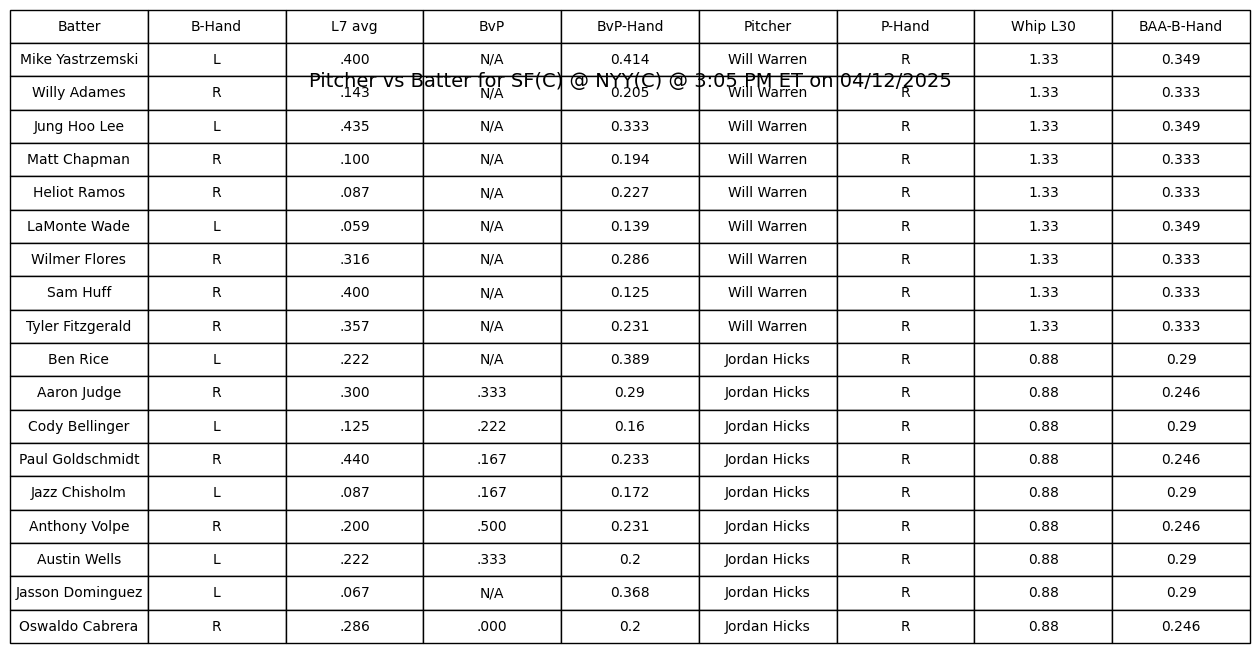 Batter B-Hand L7 avg BvP BvP-Hand Pitcher P-Hand Whip L30 BAA-B-Hand
Mike Yastrzemski L .400 N/A 0.414 Will Warren R 1.33 0.349
Pitcher vs Batter for SF(C) @ NYY(C) @ 3:05 PM ET on 04/12/2025
Willy Adames R .143 N/A 0.205 Will Warren R 1.33 0.333
Jung Hoo Lee L .435 N/A 0.333 Will Warren R 1.33 0.349
Matt Chapman R .100 N/A 0.194 Will Warren R 1.33 0.333
Heliot Ramos R .087 N/A 0.227 Will Warren R 1.33 0.333
LaMonte Wade L .059 N/A 0.139 Will Warren R 1.33 0.349
Wilmer Flores R .316 N/A 0.286 Will Warren R 1.33 0.333
Sam Huff R .400 N/A 0.125 Will Warren R 1.33 0.333
Tyler Fitzgerald R .357 N/A 0.231 Will Warren R 1.33 0.333
Ben Rice L .222 N/A 0.389 Jordan Hicks R 0.88 0.29
Aaron Judge R .300 .333 0.29 Jordan Hicks R 0.88 0.246
Cody Bellinger L .125 .222 0.16 Jordan Hicks R 0.88 0.29
Paul Goldschmidt R .440 .167 0.233 Jordan Hicks R 0.88 0.246
Jazz Chisholm L .087 .167 0.172 Jordan Hicks R 0.88 0.29
Anthony Volpe R .200 .500 0.231 Jordan Hicks R 0.88 0.246
Austin Wells L .222 .333 0.2 Jordan Hicks R 0.88 0.29
Jasson Dominguez L .067 N/A 0.368 Jordan Hicks R 0.88 0.29
Oswaldo Cabrera R .286 .000 0.2 Jordan Hicks R 0.88 0.246